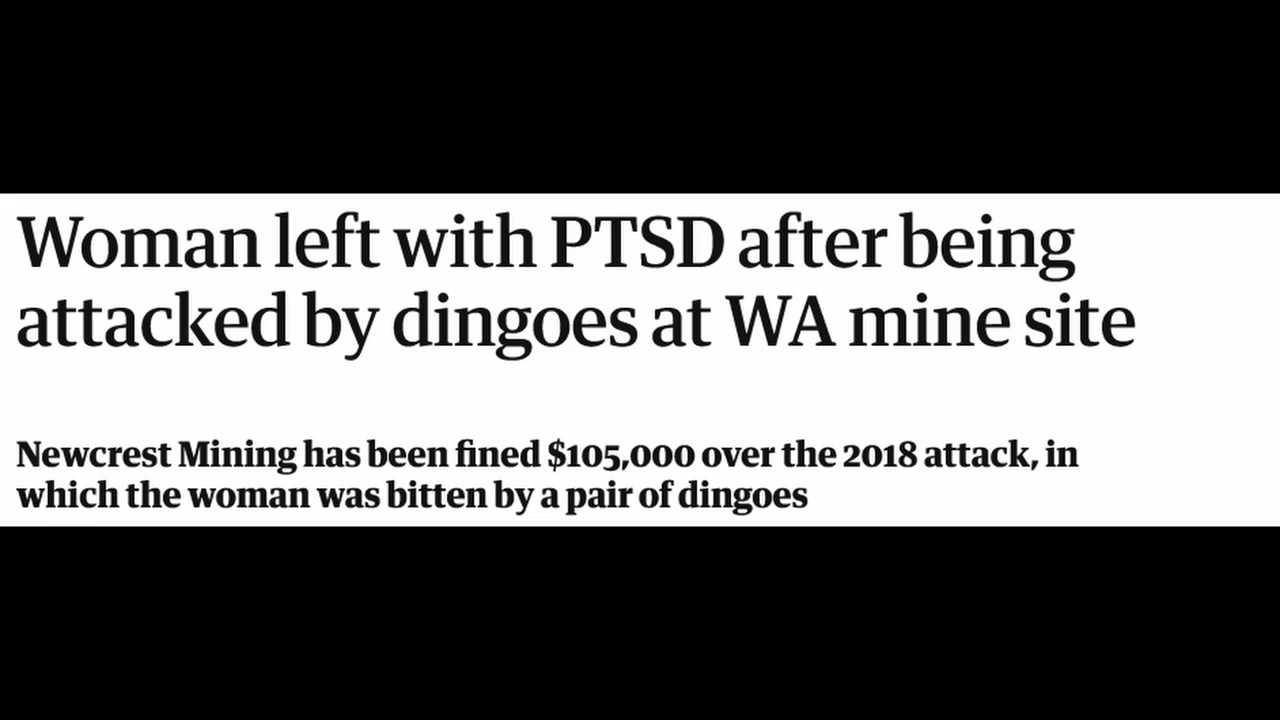 Woman left with PTSD after being
attacked by dingoes at WA mine site
Newcrest Mining has been fined $105,000 over the 2018 attack, in
which the woman was bitten by a pair of dingoes